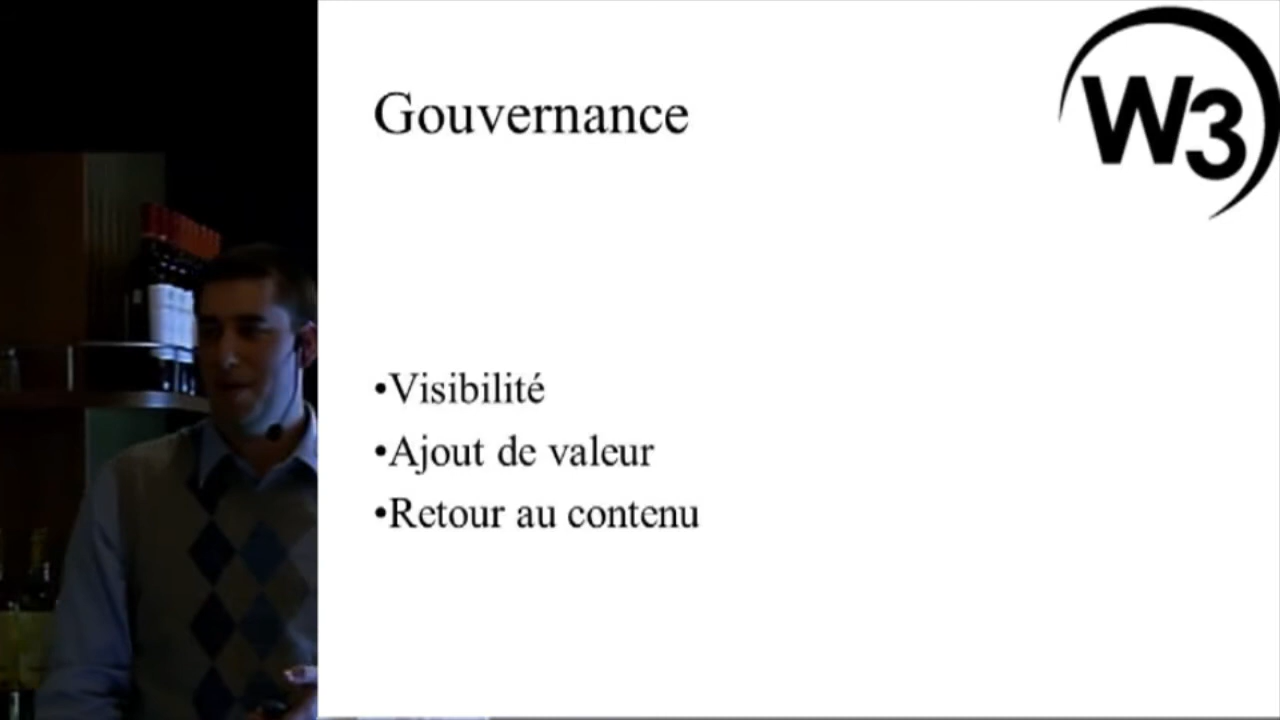 Gouvernance
W3
•Visibilité
•Ajout de valeur
•Retour au contenu